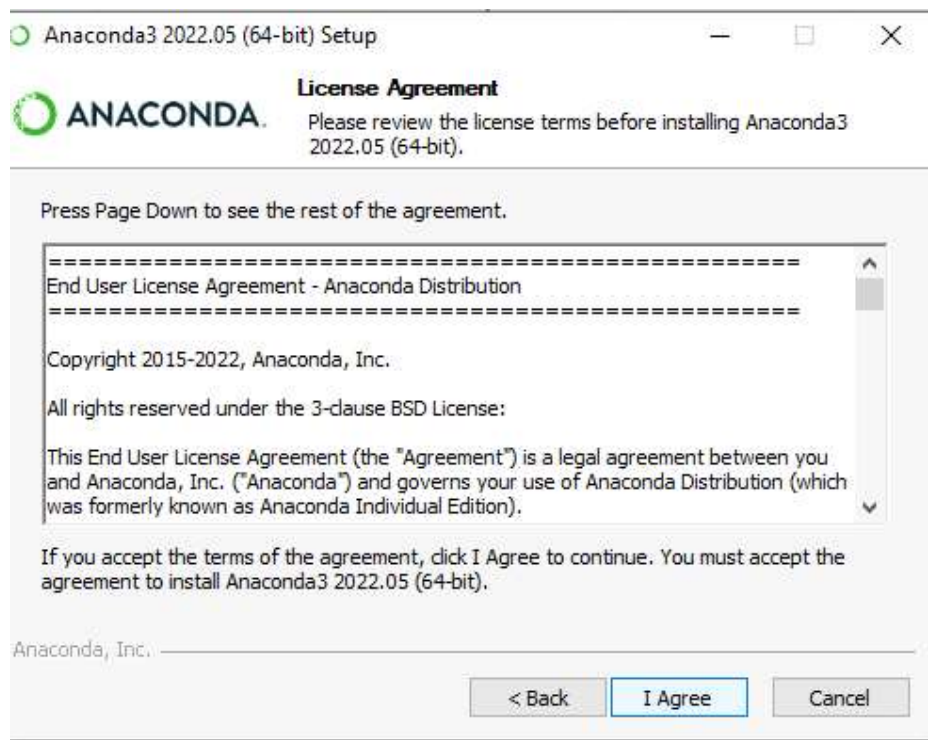 Anaconda3 2022.05 (64-bit) Setup
ANACONDA.
License Agreement
Please review the license terms before installing Anaconda3
2022.05 (64-bit).
Press Page Down to see the rest of the agreement.
==================================================
End User License Agreement - Anaconda Distribution
==================================================
Copyright 2015-2022, Anaconda, Inc.
All rights reserved under the 3-clause BSD License:
This End User License Agreement (the "Agreement") is a legal agreement between you
and Anaconda, Inc. ("Anaconda") and governs your use of Anaconda Distribution (which
was formerly known as Anaconda Individual Edition).
If you accept the terms of the agreement, click I Agree to continue. You must accept the
agreement to install Anaconda3 2022.05 (64-bit).
Anaconda, Inc.
< Back
I Agree
Cancel